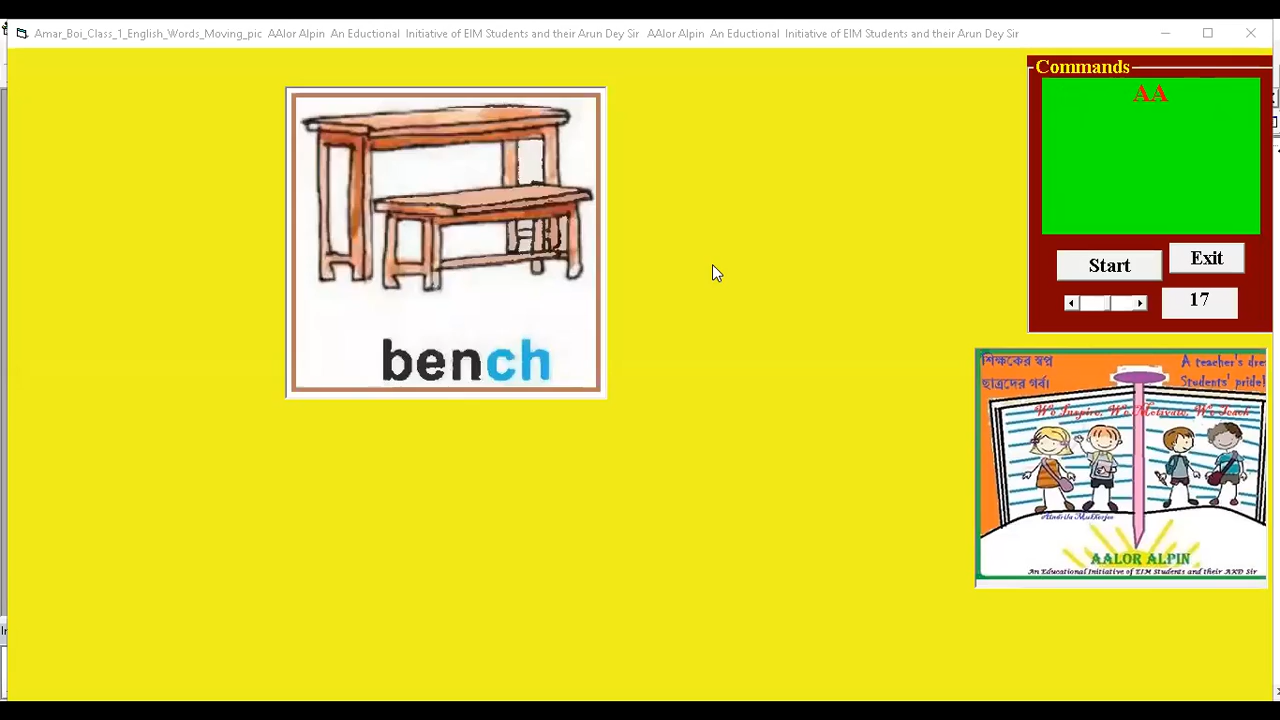 Amar_Boi_Class_1_English_Words_Moving_pic AAlor Alpin An Eductional Initiative of EIM Students and their Arun Dey Sir AAlor Alpin An Eductional Initiative of EIM Students and their Arun Dey Sir
Commands
AA
Start
Exit
17
bench
শিক্ষকের স্বপ্ন
ছাত্রদের গর্ব।
A teacher's dre
Students' pride!
We Inspire, We Motivate, We Teach
AALOR ALPIN
An Educational Initiative of EIM Students and their AKD Sir